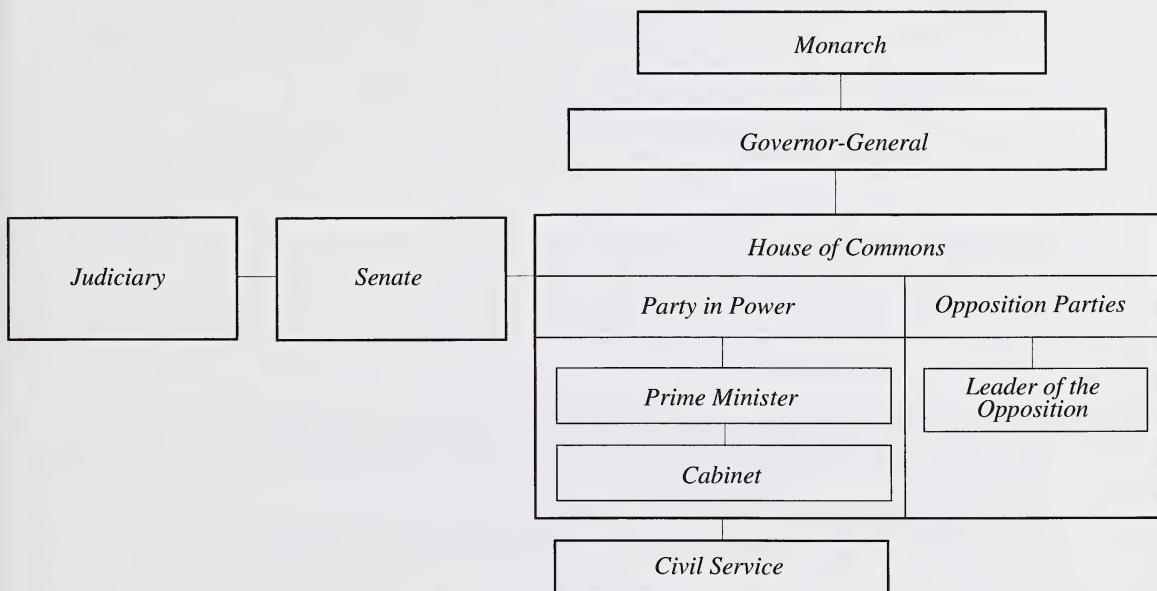 Monarch
Governor-General
House of Commons
Judiciary
Senate
Party in Power
Opposition Parties
Prime Minister
Leader of the
Opposition
Cabinet
Civil Service